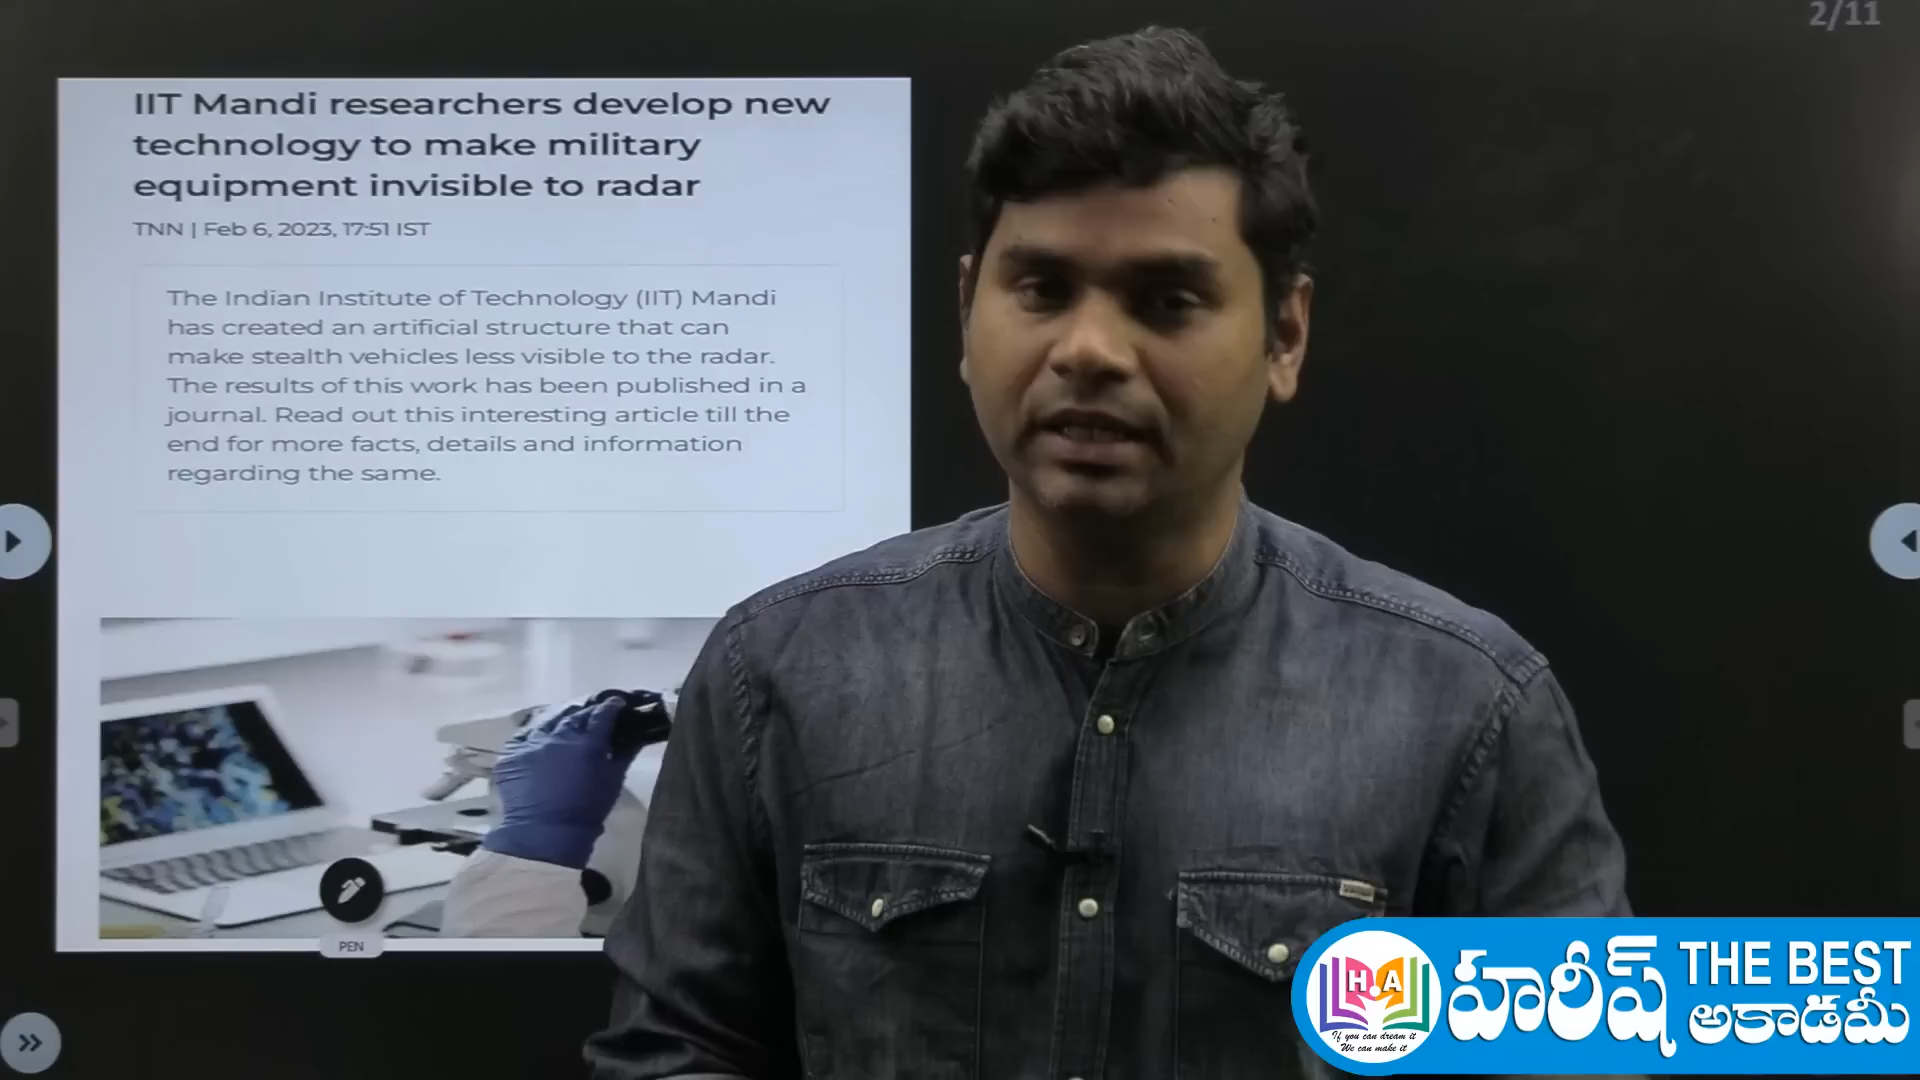 2/11
IIT Mandi researchers develop new
technology to make military
equipment invisible to radar
TNN | Feb 6, 2023, 17:51 IST
The Indian Institute of Technology (IIT) Mandi
has created an artificial structure that can
make stealth vehicles less visible to the radar.
The results of this work has been published in a
journal. Read out this interesting article till the
end for more facts, details and information
regarding the same.
PEN
H.A
If you can dream it
We can make it
హరీష్
THE BEST
అకాడమీ